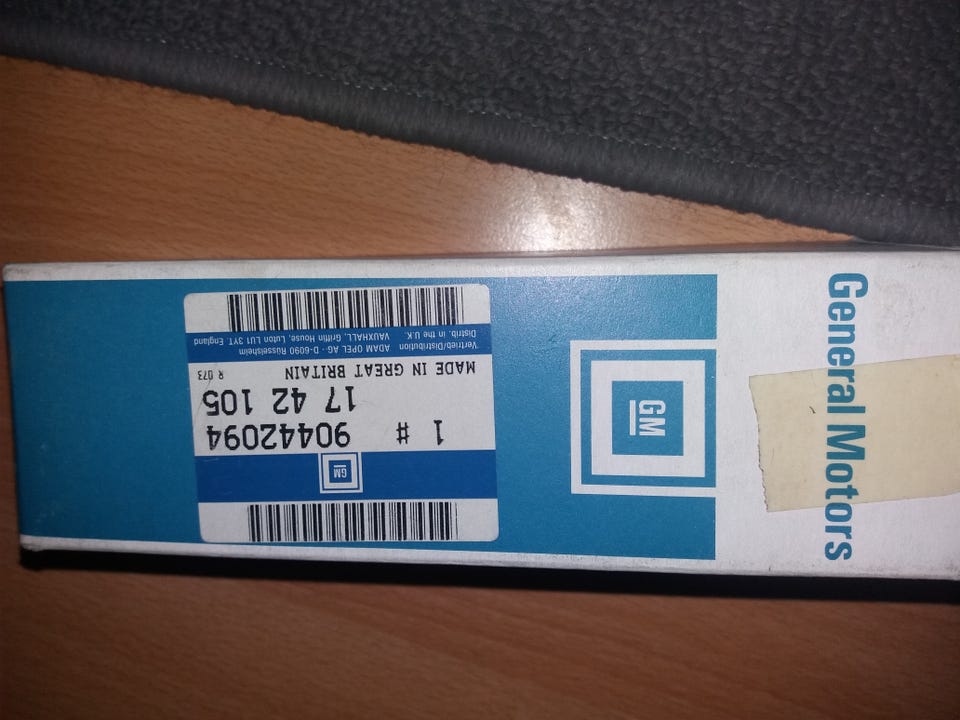 General Motors
GM
GM
1 # 90442094
17 42 105
MADE IN GREAT BRITAIN R 073
Vertrieb/Distribution ADAM OPEL AG · D-6090 Rüsselsheim
Distrib. in the U.K. VAUXHALL, Griffin House, Luton LU1 3YT. England